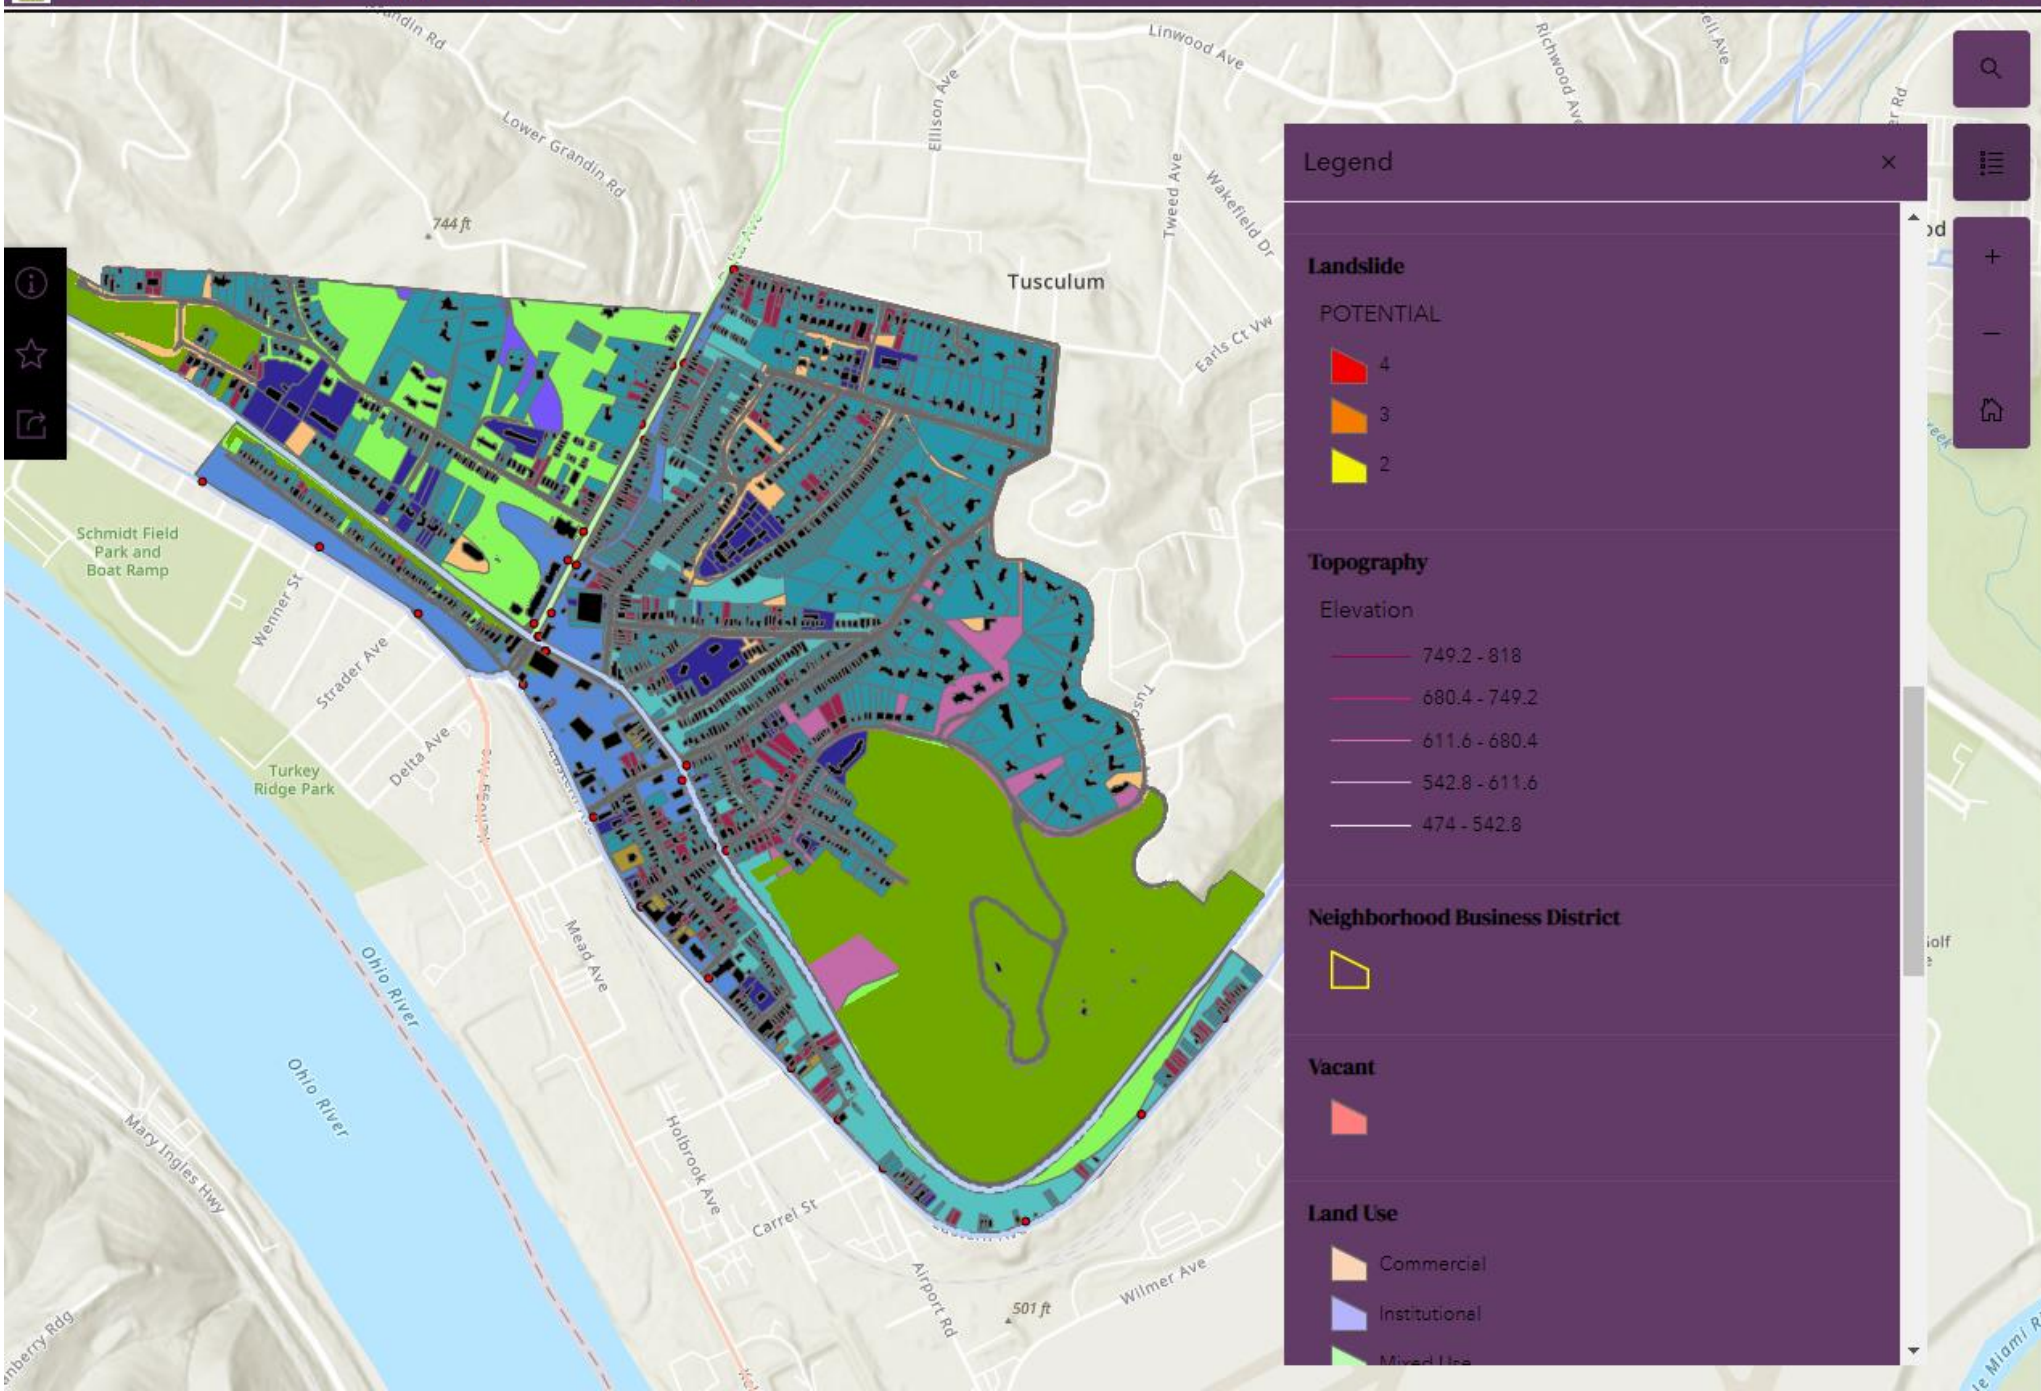 Grandin Rd
Linwood Ave
Richwood Ave
Ellison Ave
Lower Grandin Rd
Tweed Ave
Wakefield Dr
744 ft
Tusculum
Earls Ct Vw
Schmidt Field
Park and
Boat Ramp
Wenner St
Strader Ave
Delta Ave
Turkey
Ridge Park
Mead Ave
Ohio River
Ohio River
Mary Ingles Hwy
Holbrook Ave
Carrel St
Airport Rd
501 ft
Wilmer Ave
Legend
Landslide
POTENTIAL
4
3
2
Topography
Elevation
749.2 - 818
680.4 - 749.2
611.6 - 680.4
542.8 - 611.6
474 - 542.8
Neighborhood Business District
Vacant
Land Use
Commercial
Institutional
Mixed Use